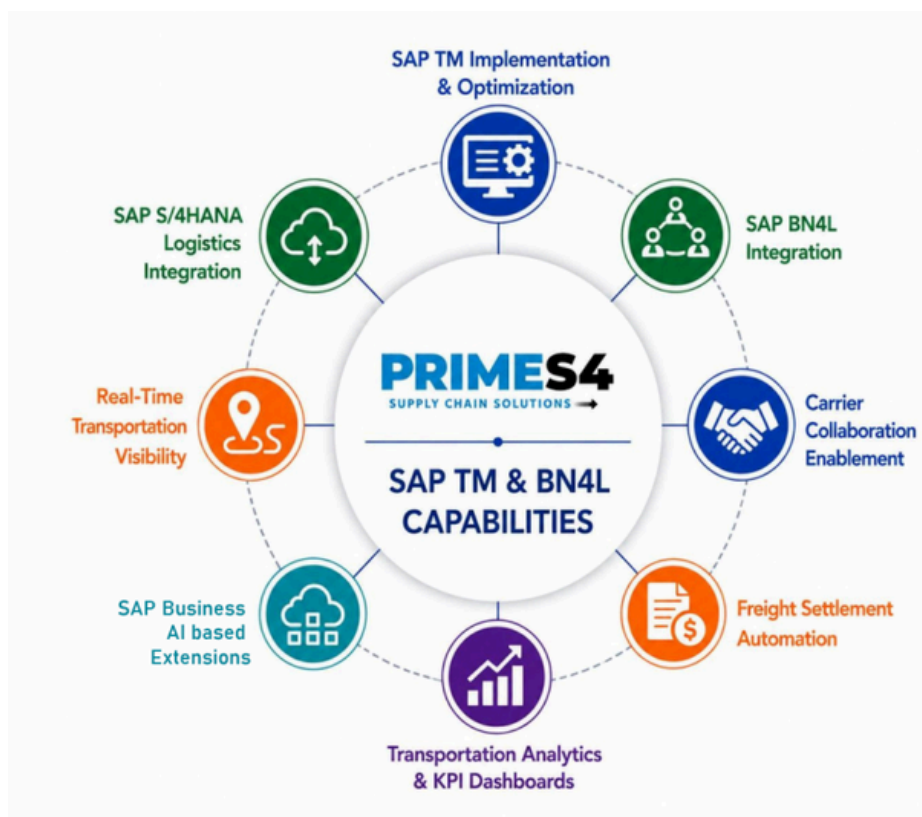 SAP TM Implementation
& Optimization
SAP BN4L
Integration
Carrier
Collaboration
Enablement
Freight Settlement
Automation
Transportation Analytics
& KPI Dashboards
SAP Business
AI based
Extensions
Real-Time
Transportation
Visibility
SAP S/4HANA
Logistics
Integration
PRIMES4
SUPPLY CHAIN SOLUTIONS
SAP TM & BN4L
CAPABILITIES
$